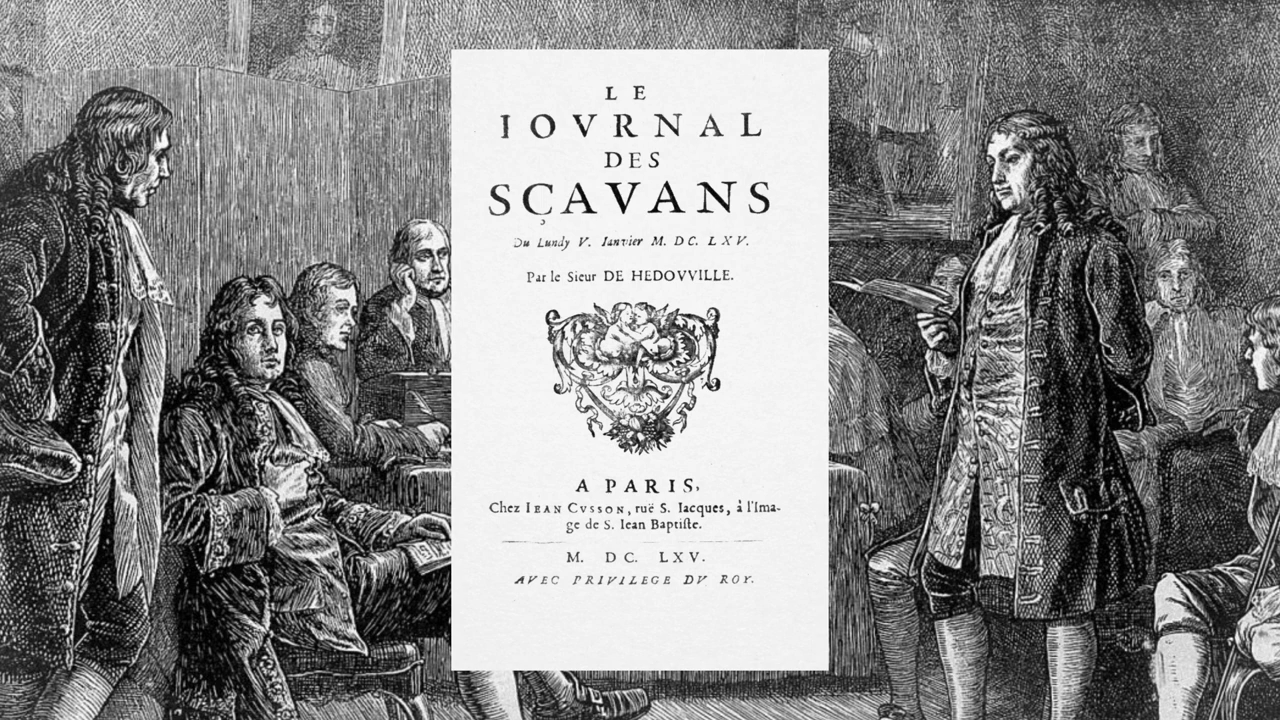 LE
IOVRNAL
DES
SÇAVANS
Du Lundy V. Ianvier M. DC. LXV.
Par le Sieur DE HEDOVVILLE.
A PARIS,
Chez IEAN CVSSON, ruë S. Iacques, à l'Ima-
ge de S. Iean Baptiſte.
M. DC. LXV.
AVEC PRIVILEGE DV ROY.